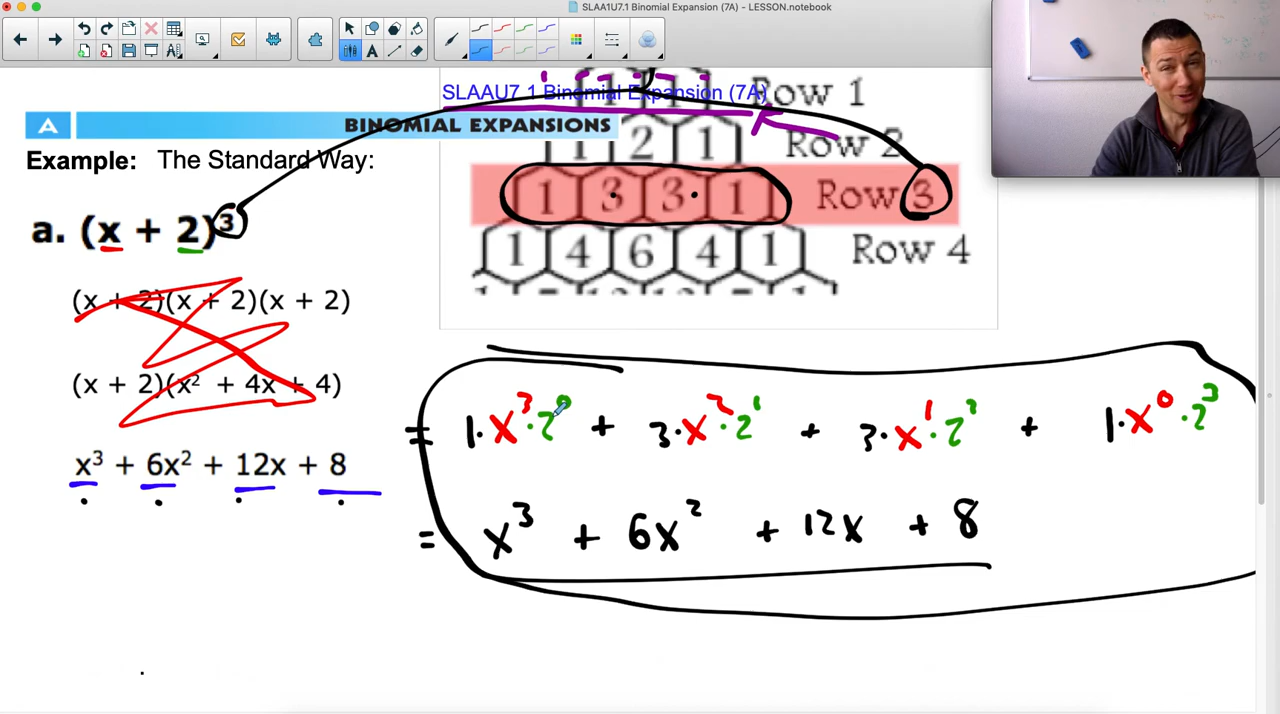 SLAA1U7.1 Binomial Expansion (7A) - LESSON.notebook
1 1 Row 1
SLAAU7 1 Binomial Expansion (7A)
A BINOMIAL EXPANSIONS
1 2 1 Row 2
Example: The Standard Way:
1 3 3 1 Row 3
a. (x + 2)³
1 4 6 4 1 Row 4
(x + 2)(x + 2)(x + 2)
(x + 2)(x² + 4x + 4)
= 1·x³·2⁰ + 3·x²·2¹ + 3·x¹·2² + 1·x⁰·2³
x³ + 6x² + 12x + 8
= x³ + 6x² + 12x + 8